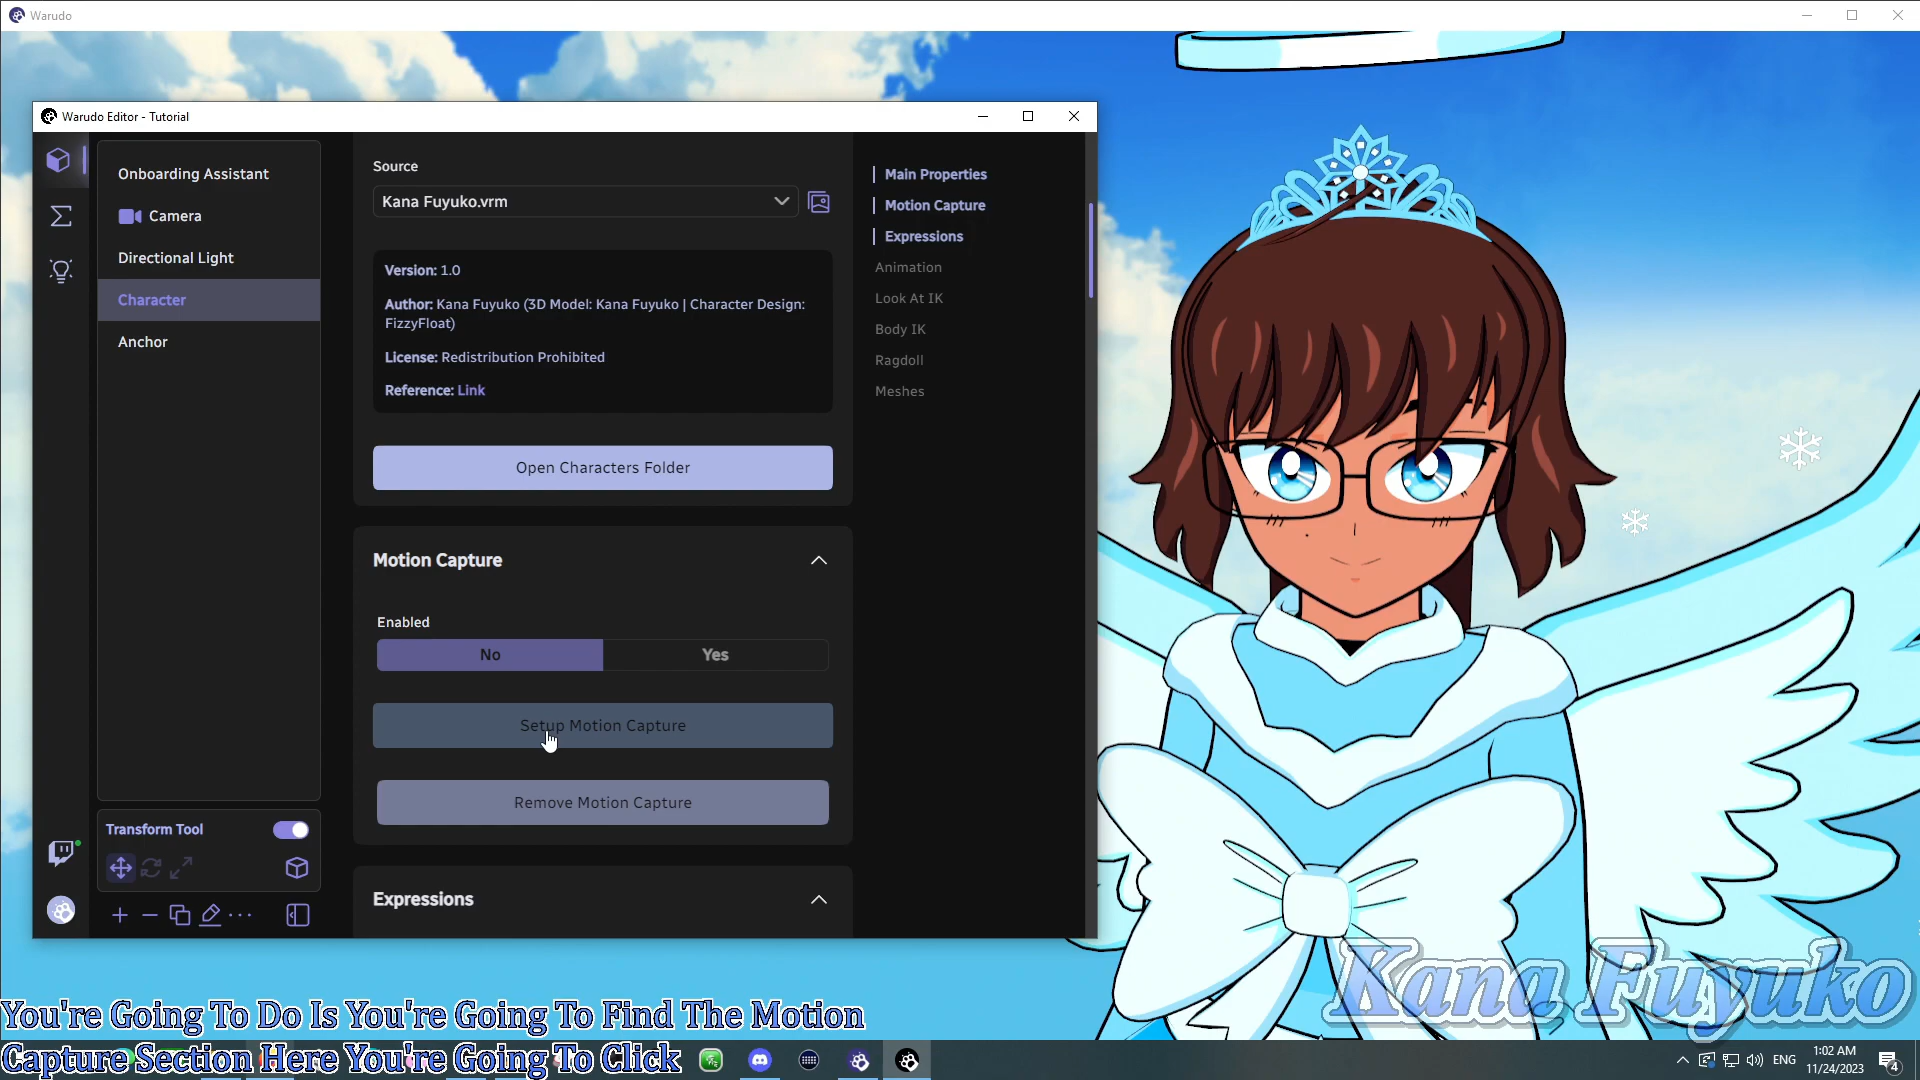 Warudo
Warudo Editor - Tutorial
Onboarding Assistant
Camera
Directional Light
Character
Anchor
Transform Tool
Source
Kana Fuyuko.vrm
Version: 1.0
Author: Kana Fuyuko (3D Model: Kana Fuyuko | Character Design:
FizzyFloat)
License: Redistribution Prohibited
Reference: Link
Open Characters Folder
Motion Capture
Enabled
No
Yes
Setup Motion Capture
Remove Motion Capture
Expressions
Main Properties
Motion Capture
Expressions
Animation
Look At IK
Body IK
Ragdoll
Meshes
Kana Fuyuko
You're Going To Do Is You're Going To Find The Motion
Capture Section Here You're Going To Click
ENG
1:02 AM
11/24/2023
4